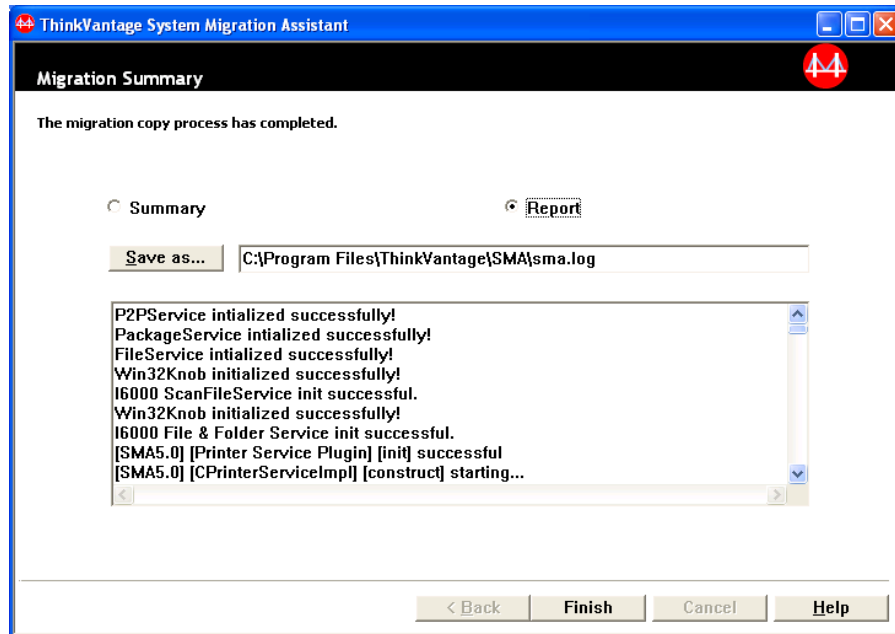 ThinkVantage System Migration Assistant
Migration Summary
The migration copy process has completed.
Summary
Report
Save as...
C:\Program Files\ThinkVantage\SMA\sma.log
P2PService intialized successfully!
PackageService intialized successfully!
FileService intialized successfully!
Win32Knob initialized successfully!
I6000 ScanFileService init successful.
Win32Knob initialized successfully!
I6000 File & Folder Service init successful.
[SMA5.0] [Printer Service Plugin] [init] successful
[SMA5.0] [CPrinterServiceImpl] [construct] starting...
< Back
Finish
Cancel
Help